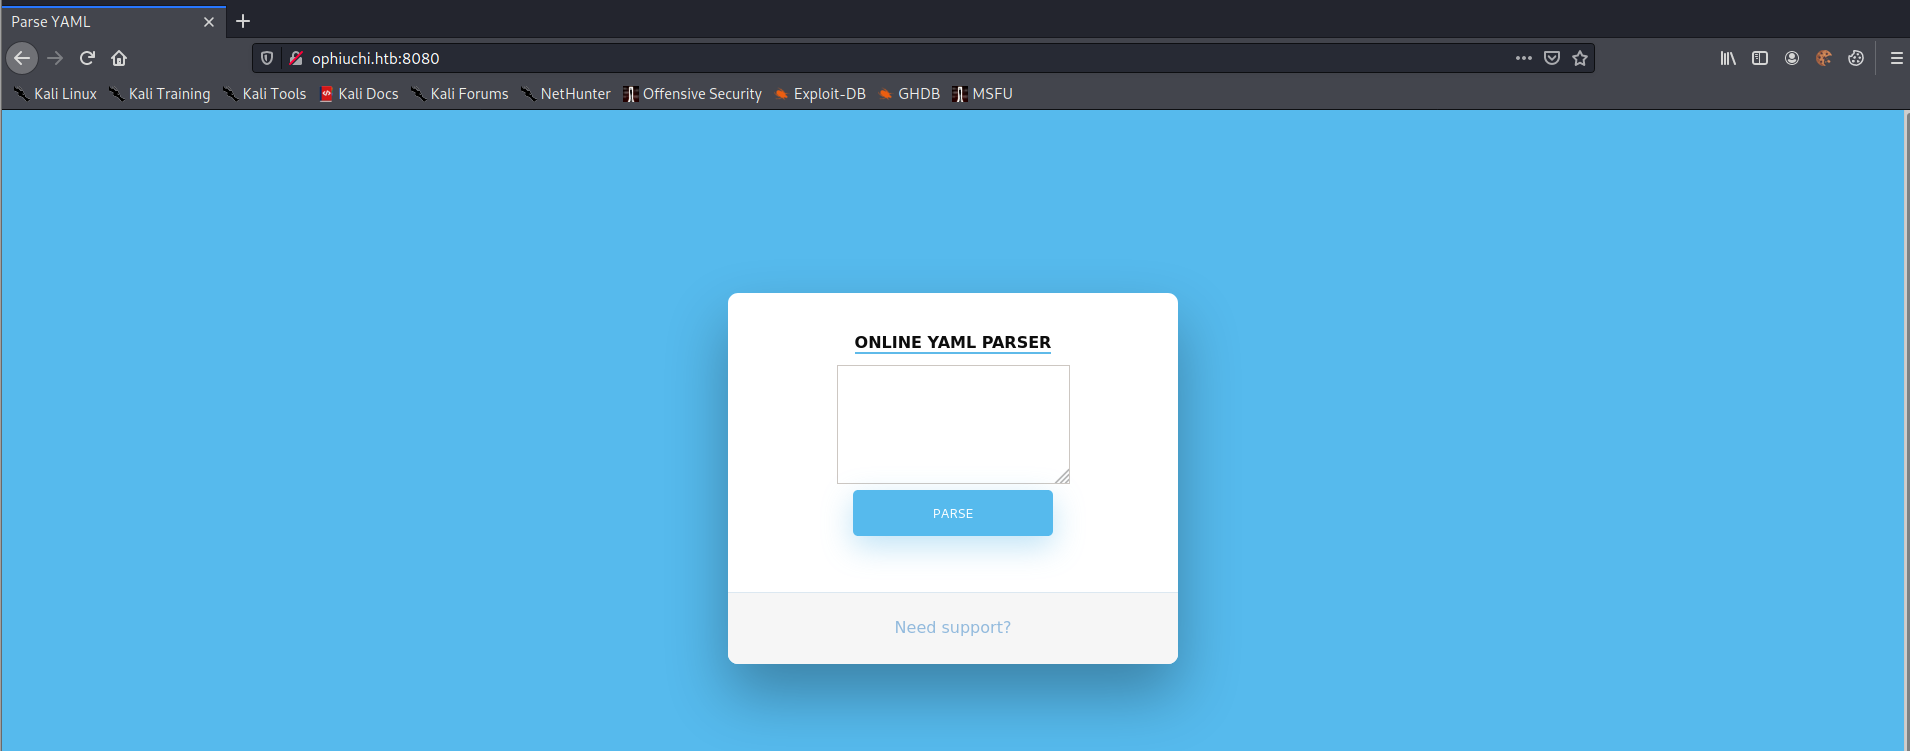 Parse YAML
ophiuchi.htb:8080
Kali Linux Kali Training Kali Tools Kali Docs Kali Forums NetHunter Offensive Security Exploit-DB GHDB MSFU
ONLINE YAML PARSER
PARSE
Need support?